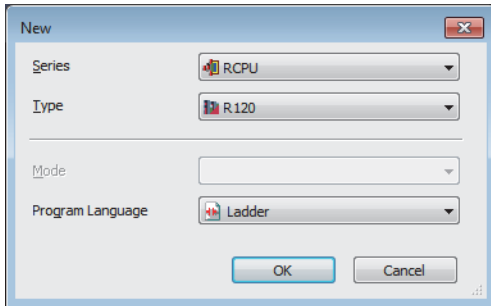 New
Series RCPU
Type R120
Mode
Program Language Ladder
OK Cancel